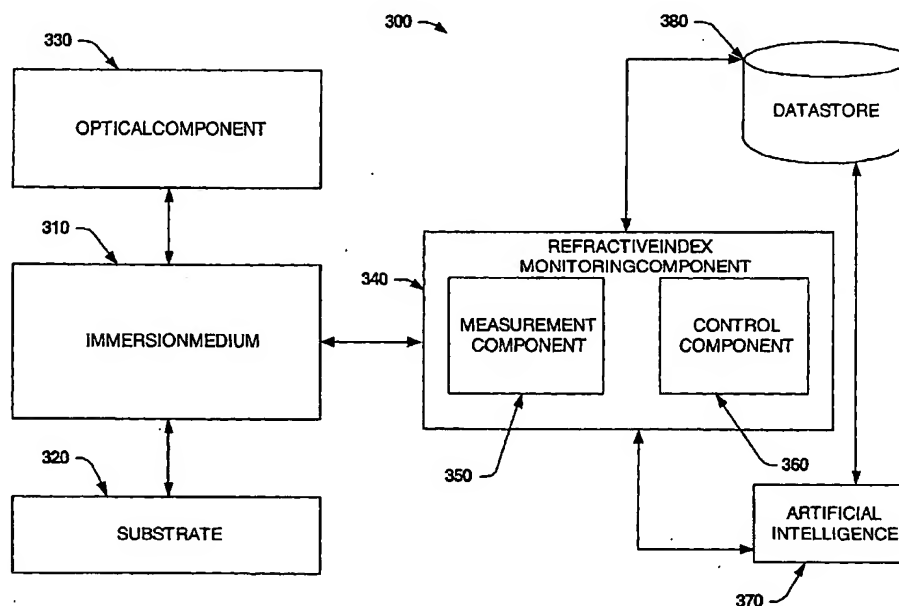 300
330
380
OPTICALCOMPONENT
DATASTORE
310
REFRACTIVEINDEX
MONITORINGCOMPONENT
340
IMMERSIONMEDIUM
MEASUREMENT
COMPONENT
CONTROL
COMPONENT
320
350
360
SUBSTRATE
ARTIFICIAL
INTELLIGENCE
370